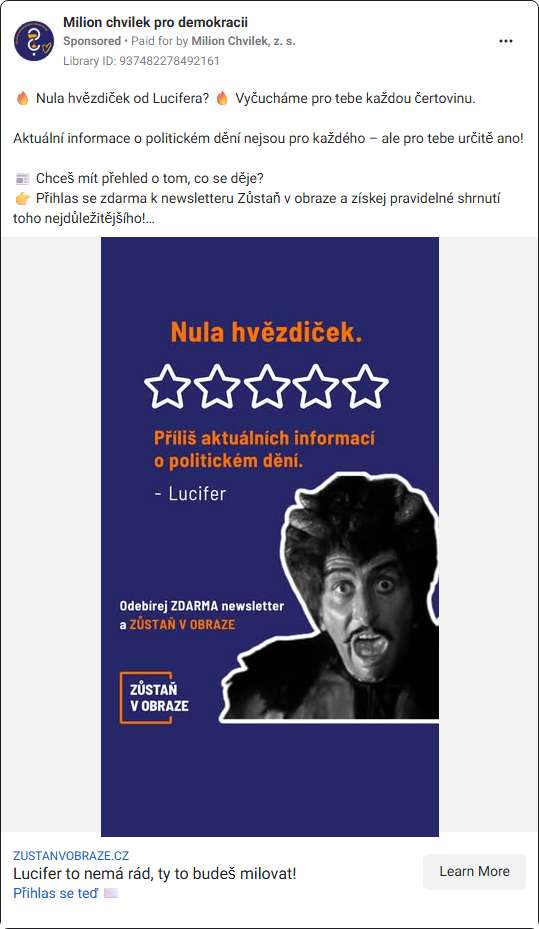 Milion chvilek pro demokracii
Sponsored • Paid for by Milion Chvilek, z. s.
Library ID: 937482278492161
🔥 Nula hvězdiček od Lucifera? 🔥 Vyčucháme pro tebe každou čertovinu.
Aktuální informace o politickém dění nejsou pro každého – ale pro tebe určitě ano!
📰 Chceš mít přehled o tom, co se děje?
👉 Přihlas se zdarma k newsletteru Zůstaň v obraze a získej pravidelné shrnutí
toho nejdůležitějšího!...
Nula hvězdiček.
Příliš aktuálních informací
o politickém dění.
- Lucifer
Odebírej ZDARMA newsletter
a ZŮSTAŇ V OBRAZE
ZŮSTAŇ
V OBRAZE
ZUSTANVOBRAZE.CZ
Lucifer to nemá rád, ty to budeš milovat!
Přihlas se teď 📨
Learn More